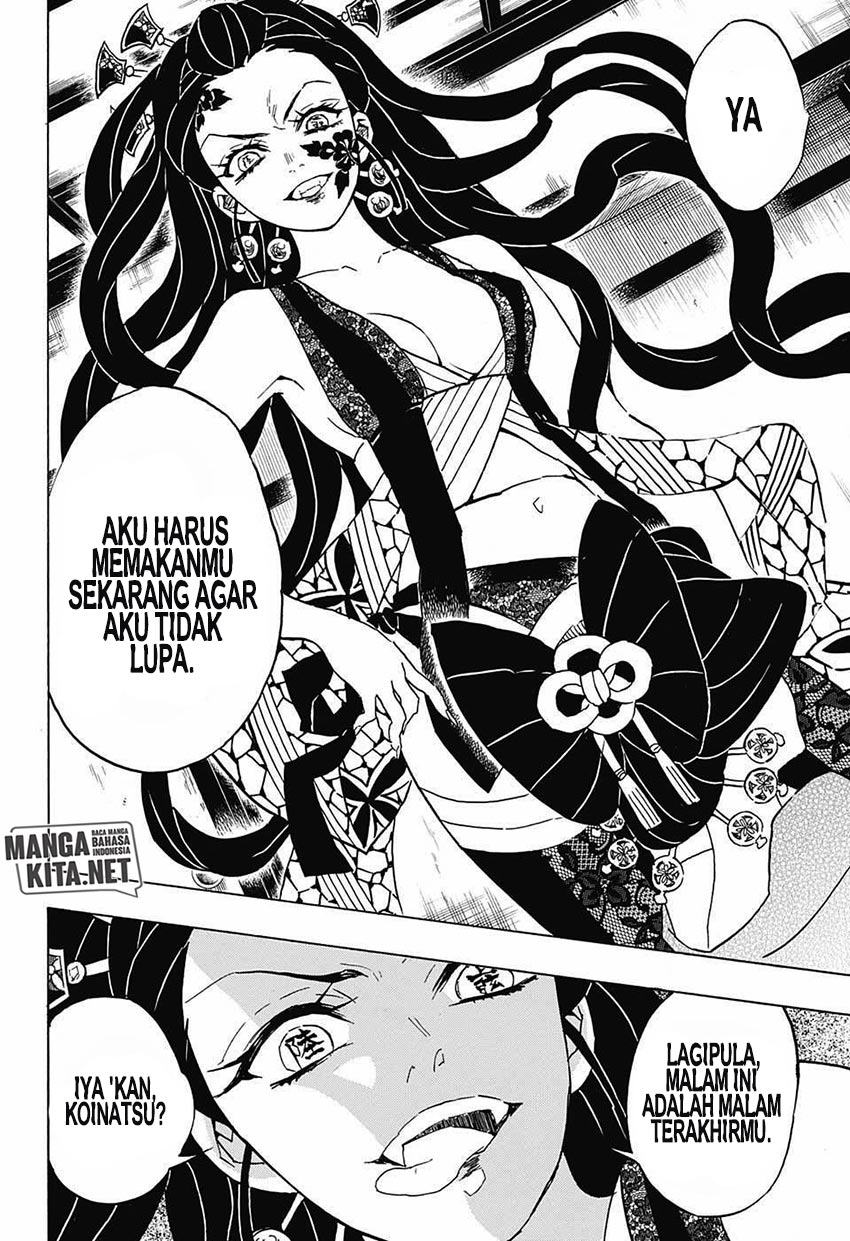 YA
AKU HARUS
MEMAKANMU
SEKARANG AGAR
AKU TIDAK
LUPA.
MANGA
KITA.NET
BACA MANGA
BAHASA
INDONESIA
LAGIPULA,
MALAM INI
ADALAH MALAM
TERAKHIRMU.
IYA 'KAN,
KOINATSU?
陸